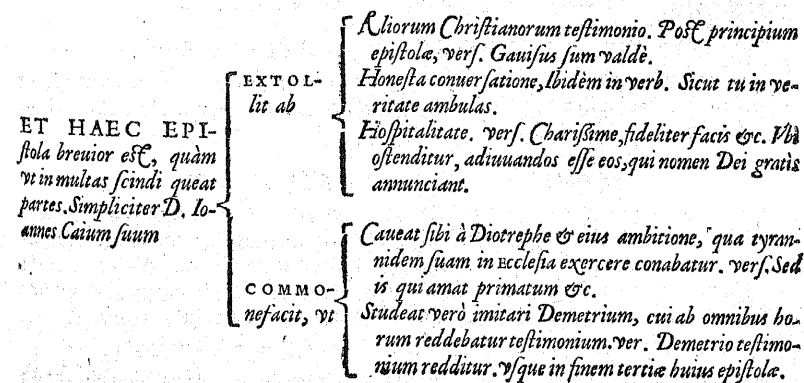 ET HAEC EPI-
ſtola breuior eſt, quàm
vt in multas ſcindi queat
partes. Simpliciter D. Io-
annes Caium ſuum
EXTOL-
lit ab
Aliorum Chriſtianorum teſtimonio. Poſt principium
epiſtolæ, verſ. Gauiſus ſum valdè.
Honeſta conuerſatione, Ibidèm in verb. Sicut tu in ve-
ritate ambulas.
Hoſpitalitate. verſ. Chariſsime, fideliter facis &c. Vbi
oſtenditur, adiuuandos eſſe eos, qui nomen Dei gratis
annunciant.
COMMO-
nefacit, vt
Caueat ſibi à Diotrephe & eius ambitione, qua tyran-
nidem ſuam in Eccleſia exercere conabatur. verſ. Sed
is qui amat primatum &c.
Studeat verò imitari Demetrium, cui ab omnibus ho-
rum reddebatur teſtimonium. ver. Demetrio teſtimo-
nium redditur. vſque in finem tertiæ huius epiſtolæ.